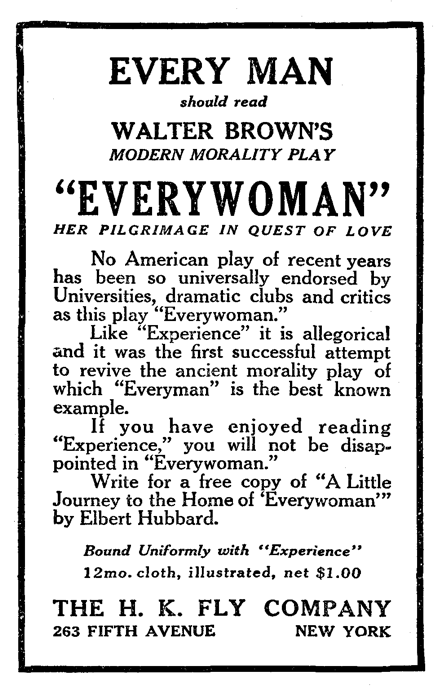 EVERY MAN
should read
WALTER BROWN'S
MODERN MORALITY PLAY
“EVERYWOMAN”
HER PILGRIMAGE IN QUEST OF LOVE
No American play of recent years
has been so universally endorsed by
Universities, dramatic clubs and critics
as this play “Everywoman.”
Like “Experience” it is allegorical
and it was the first successful attempt
to revive the ancient morality play of
which “Everyman” is the best known
example.
If you have enjoyed reading
“Experience,” you will not be disap-
pointed in “Everywoman.”
Write for a free copy of “A Little
Journey to the Home of ‘Everywoman’”
by Elbert Hubbard.
Bound Uniformly with “Experience”
12mo. cloth, illustrated, net $1.00
THE H. K. FLY COMPANY
263 FIFTH AVENUE NEW YORK